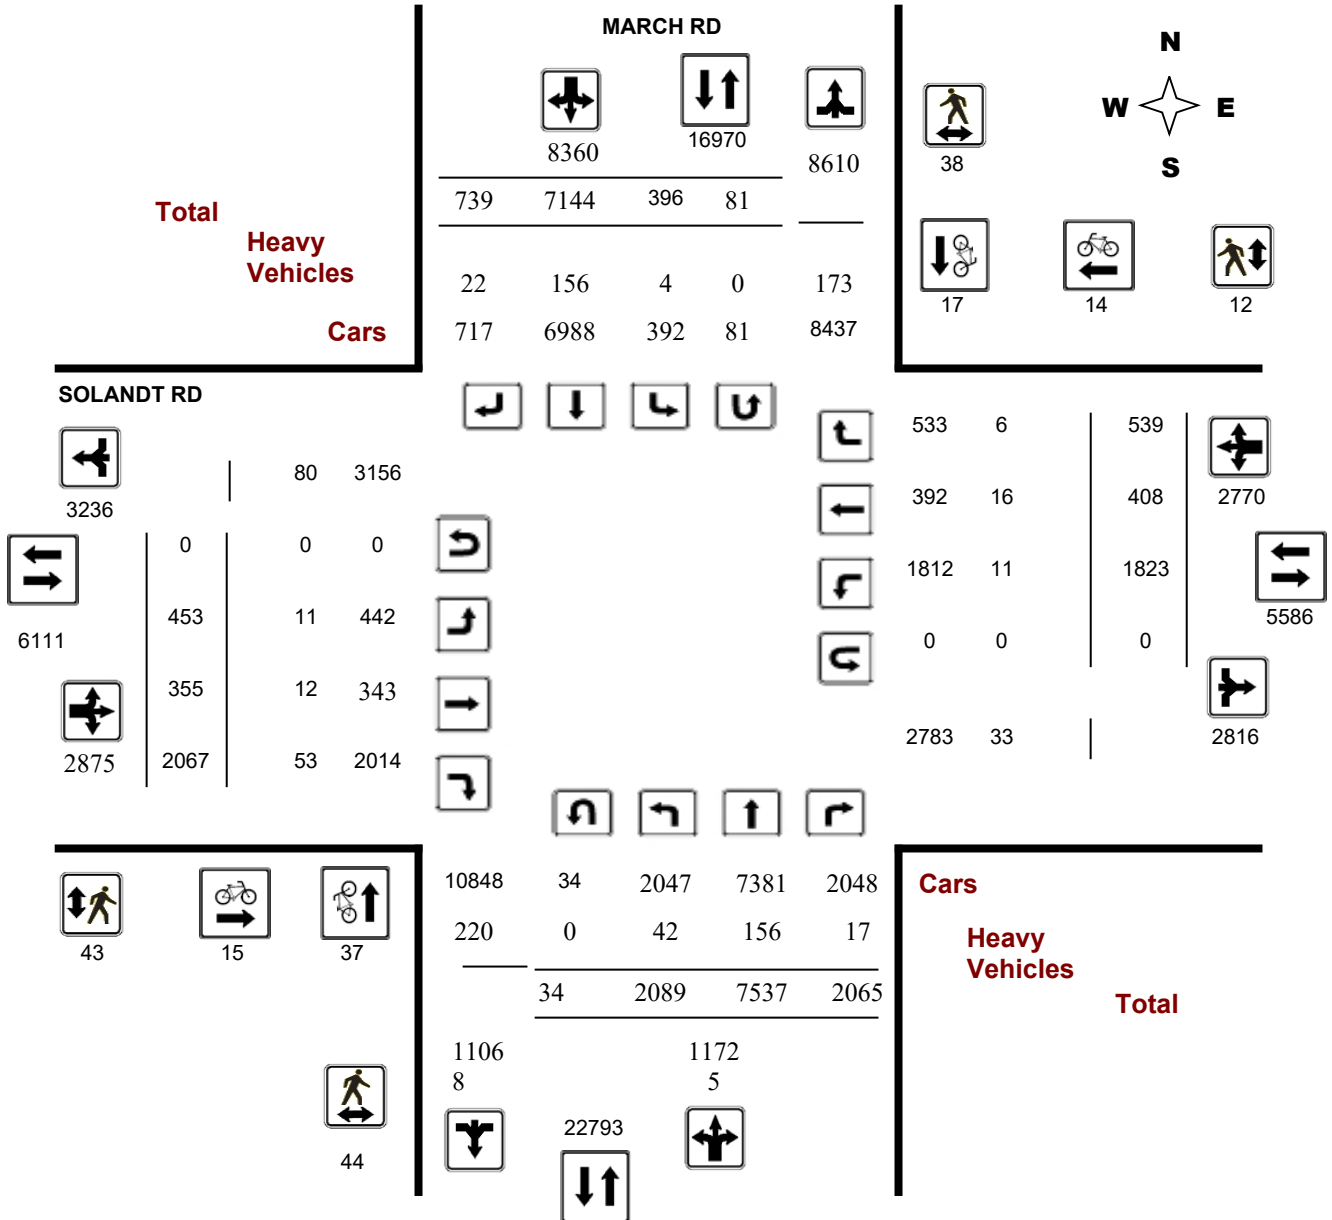 MARCH RD
N
W E
S
8360 16970 8610 38
739 7144 396 81
Total
Heavy
Vehicles
22 156 4 0 173
17 14 12
Cars 717 6988 392 81 8437
SOLANDT RD
533 6 539
80 3156
3236
392 16 408 2770
0 0 0
1812 11 1823
453 11 442
5586
6111
0 0 0
355 12 343
2783 33 2816
2875 2067 53 2014
10848 34 2047 7381 2048 Cars
220 0 42 156 17 Heavy
Vehicles
43 15 37
34 2089 7537 2065 Total
1106
8
1172
5
22793
44